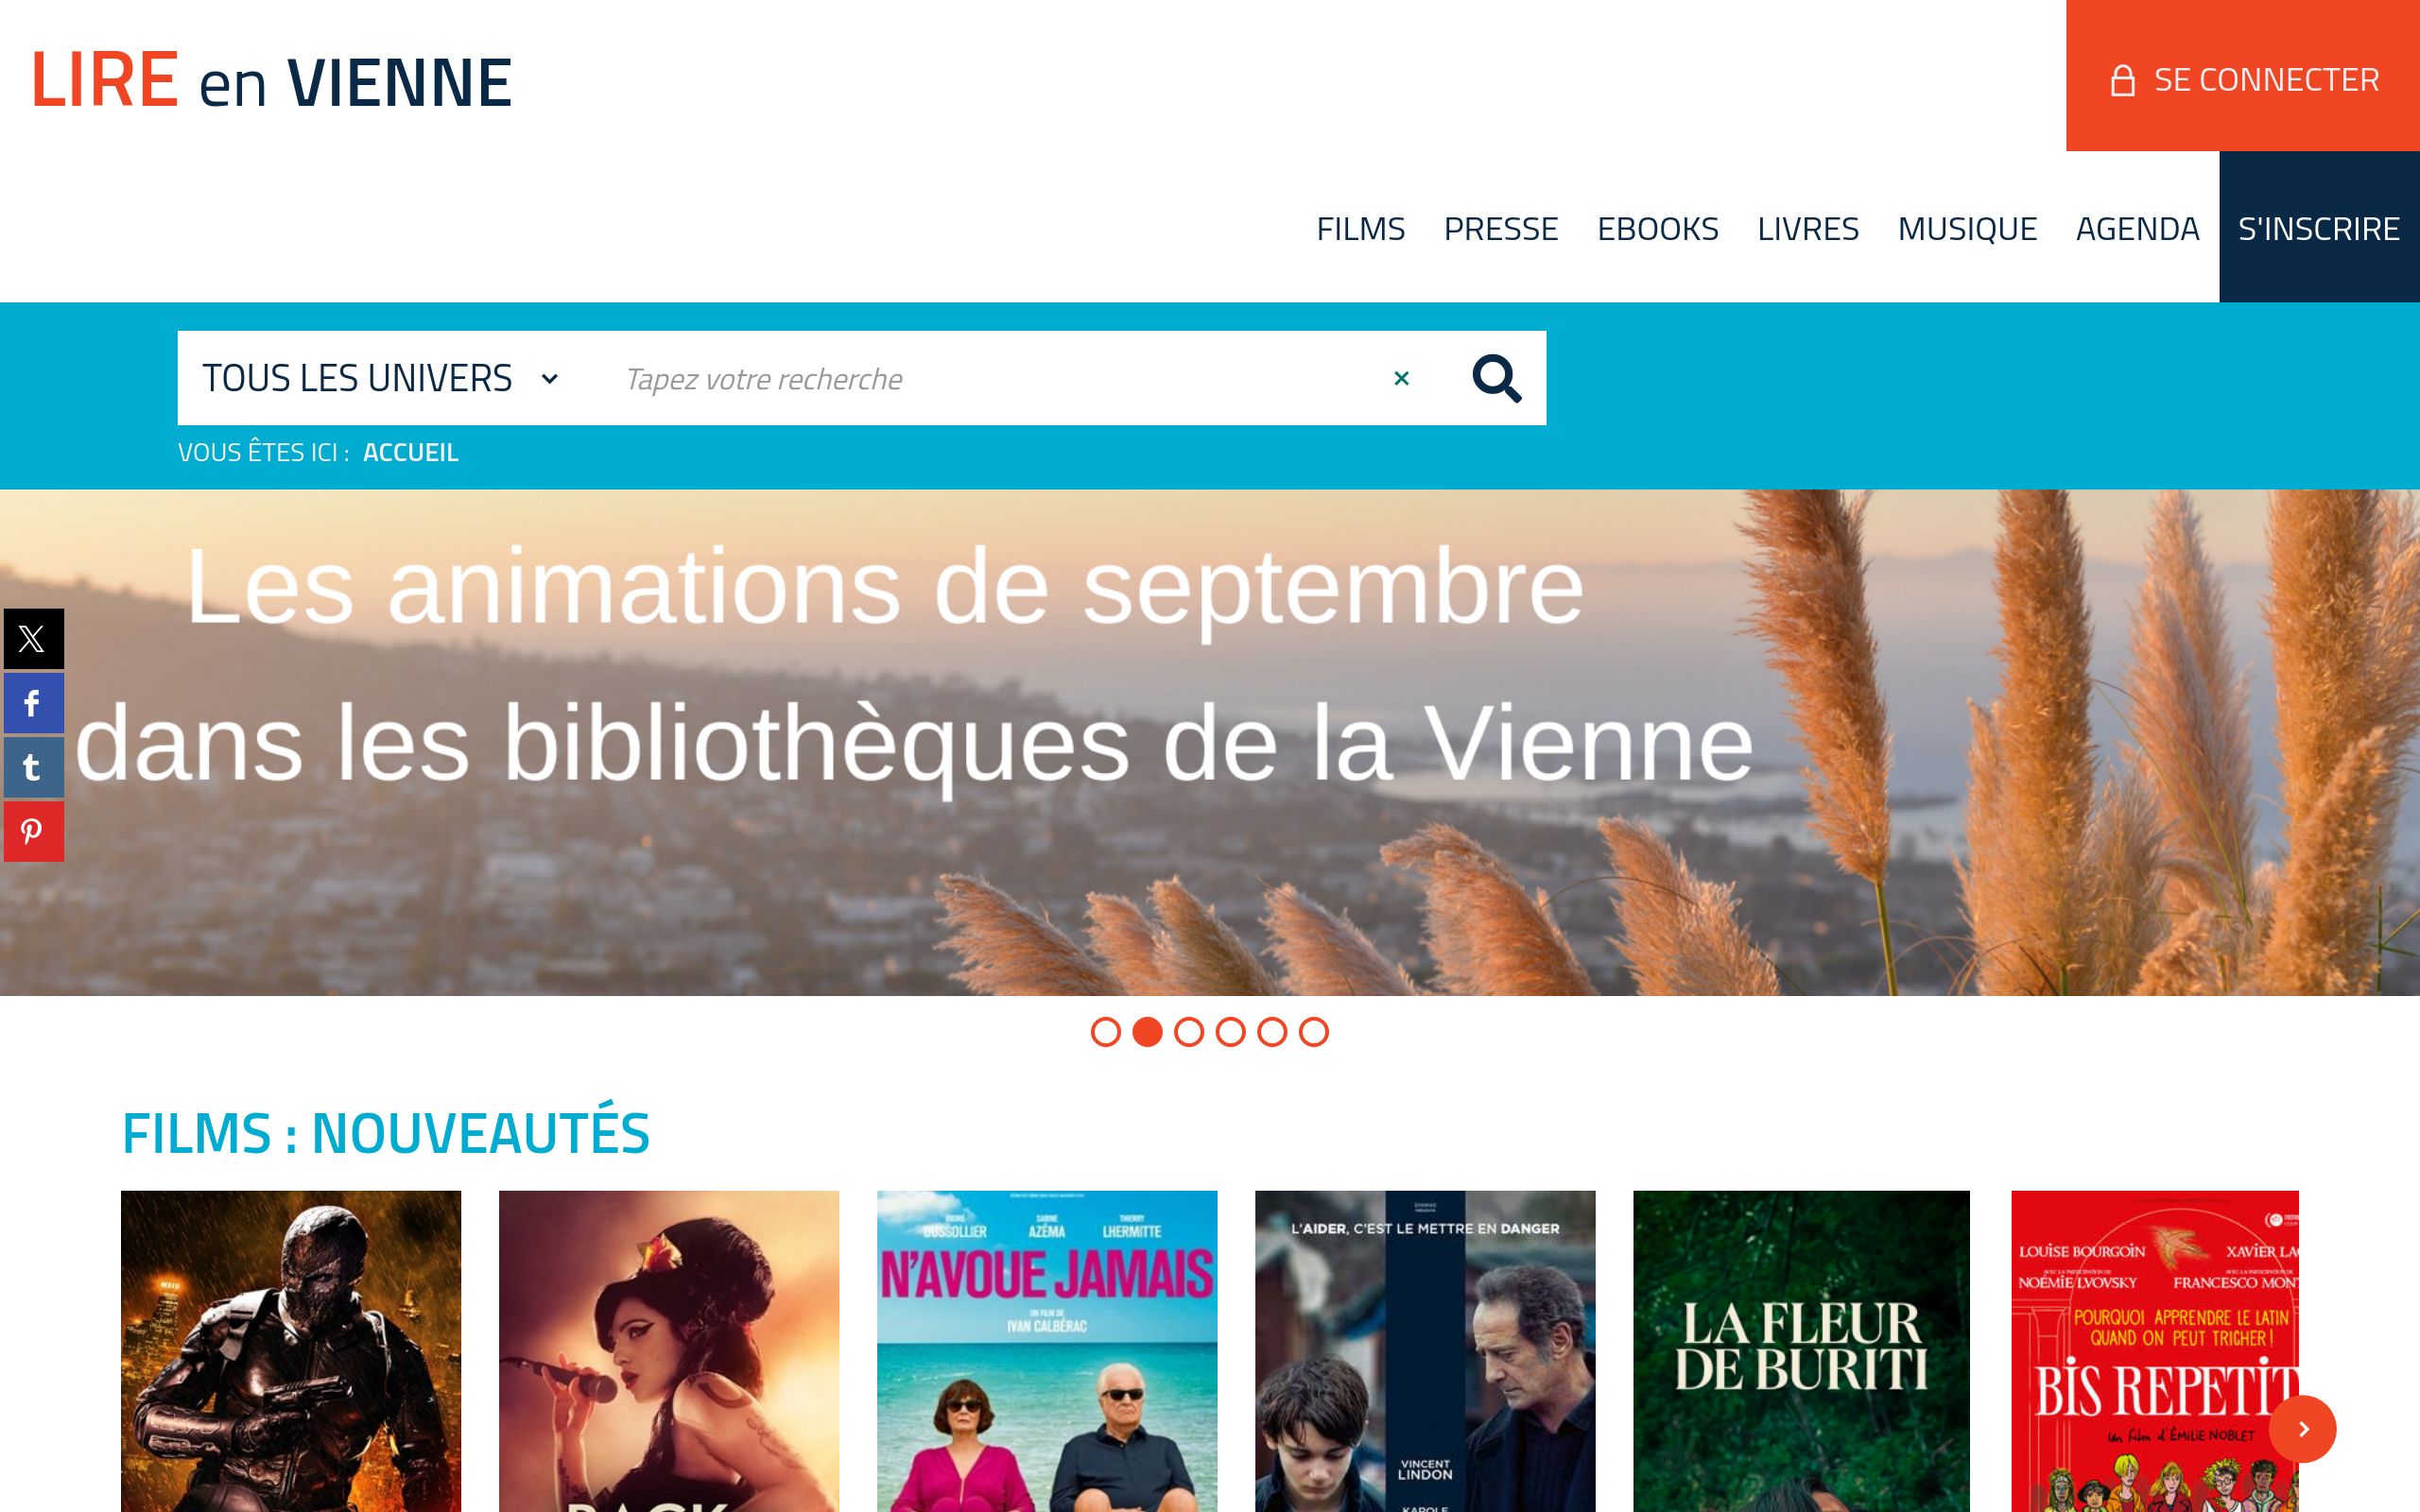 LIRE en VIENNE
SE CONNECTER
FILMS PRESSE EBOOKS LIVRES MUSIQUE AGENDA S'INSCRIRE
TOUS LES UNIVERS Tapez votre recherche
VOUS ÊTES ICI : ACCUEIL
Les animations de septembre
dans les bibliothèques de la Vienne
FILMS : NOUVEAUTÉS
DUSSOLLIER
SABINE AZÉMA
THIERRY LHERMITTE
N'AVOUE JAMAIS
UN FILM DE
IVAN CALBÉRAC
L'AIDER, C'EST LE METTRE EN DANGER
VINCENT
LINDON
KAROLE
LA FLEUR
DE BURITI
LOUISE BOURGOIN XAVIER LA
NOÉMIE LVOVSKY FRANCESCO MON
POURQUOI APPRENDRE LE LATIN
QUAND ON PEUT TRICHER !
BIS REPETIT
Un film d'ÉMILIE NOBLET